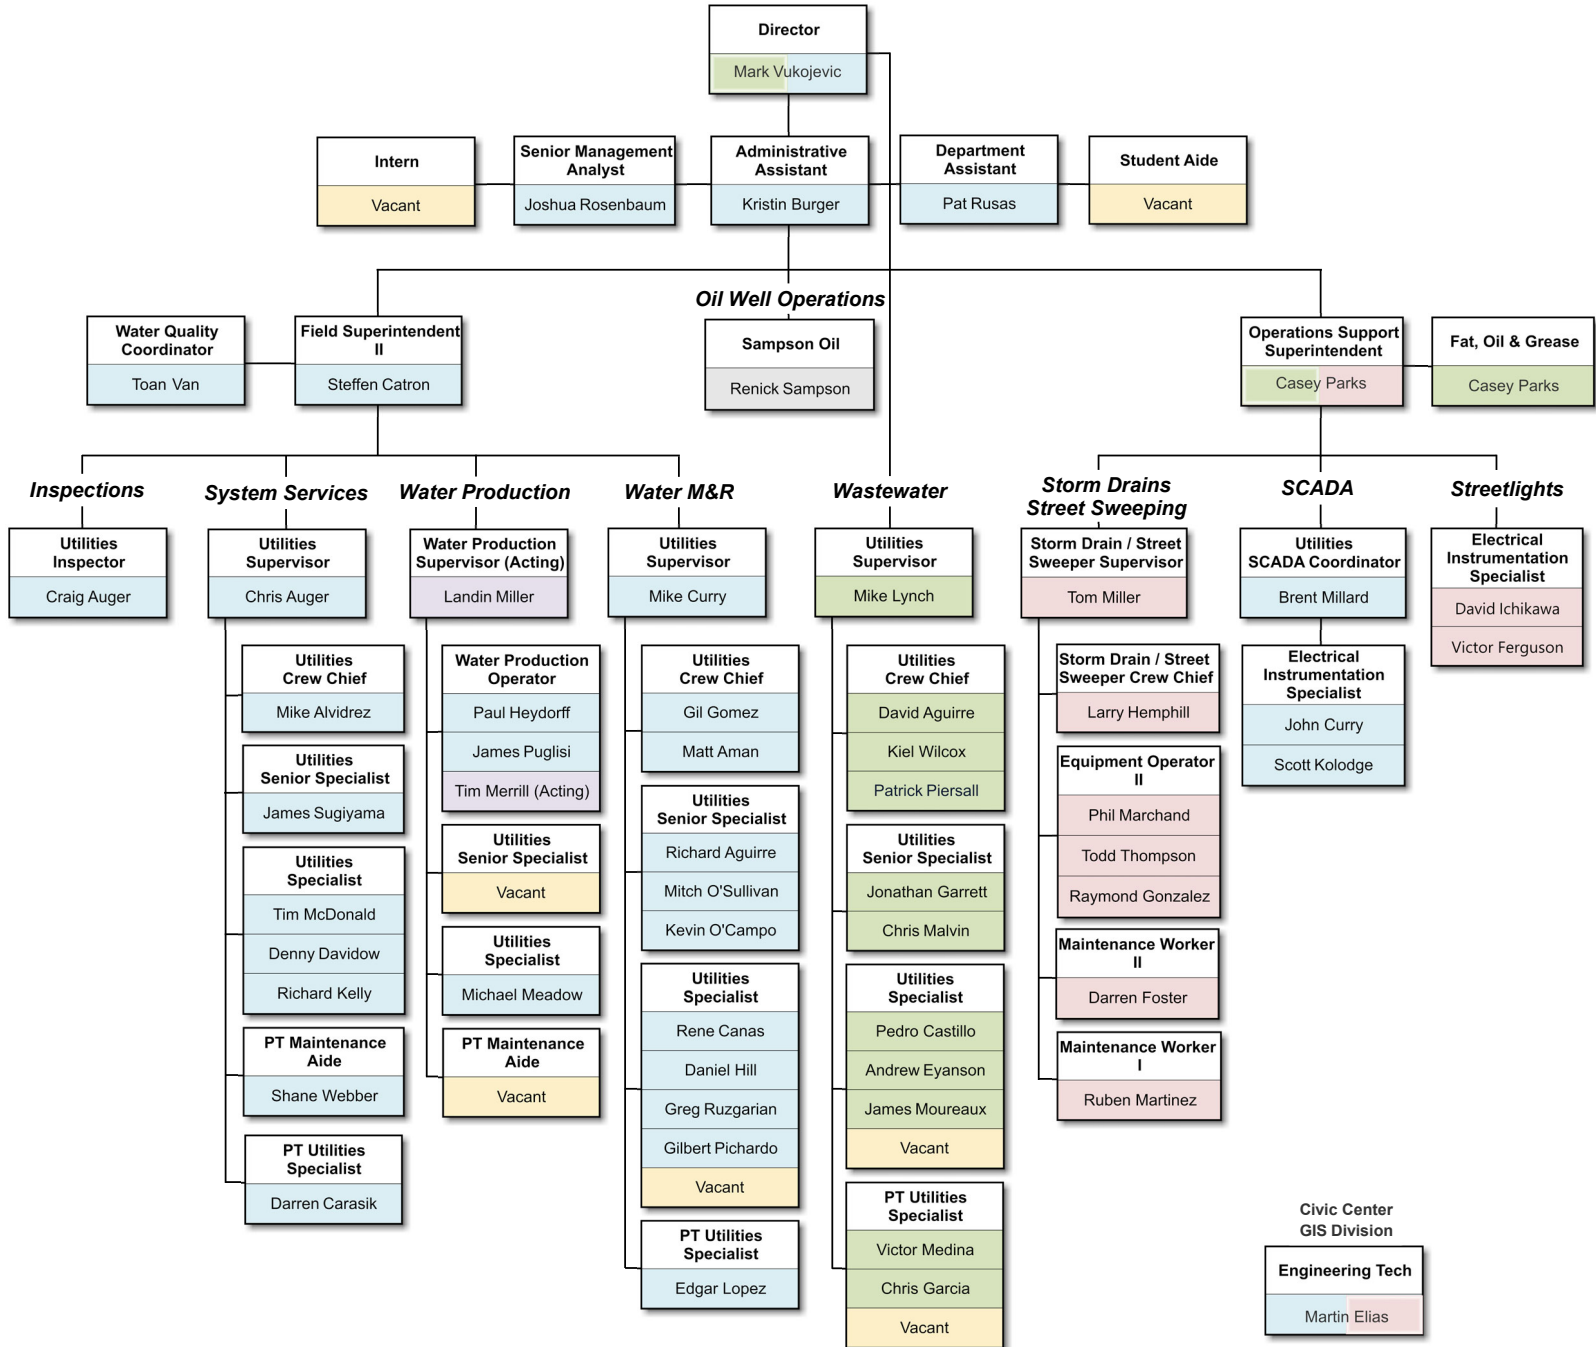 Director
Mark Vukojevic
Intern
Vacant
Senior Management
Analyst
Joshua Rosenbaum
Administrative
Assistant
Kristin Burger
Department
Assistant
Pat Rusas
Student Aide
Vacant
Water Quality
Coordinator
Toan Van
Field Superintendent
II
Steffen Catron
Oil Well Operations
Sampson Oil
Renick Sampson
Operations Support
Superintendent
Casey Parks
Fat, Oil & Grease
Casey Parks
Inspections
Utilities
Inspector
Craig Auger
System Services
Utilities
Supervisor
Chris Auger
Utilities
Crew Chief
Mike Alvidrez
Utilities
Senior Specialist
James Sugiyama
Utilities
Specialist
Tim McDonald
Denny Davidow
Richard Kelly
PT Maintenance
Aide
Shane Webber
PT Utilities
Specialist
Darren Carasik
Water Production
Water Production
Supervisor (Acting)
Landin Miller
Water Production
Operator
Paul Heydorff
James Puglisi
Tim Merrill (Acting)
Utilities
Senior Specialist
Vacant
Utilities
Specialist
Michael Meadow
PT Maintenance
Aide
Vacant
Water M&R
Utilities
Supervisor
Mike Curry
Utilities
Crew Chief
Gil Gomez
Matt Aman
Utilities
Senior Specialist
Richard Aguirre
Mitch O'Sullivan
Kevin O'Campo
Utilities
Specialist
Rene Canas
Daniel Hill
Greg Ruzgarian
Gilbert Pichardo
Vacant
PT Utilities
Specialist
Edgar Lopez
Wastewater
Utilities
Supervisor
Mike Lynch
Utilities
Crew Chief
David Aguirre
Kiel Wilcox
Patrick Piersall
Utilities
Senior Specialist
Jonathan Garrett
Chris Malvin
Utilities
Specialist
Pedro Castillo
Andrew Eyanson
James Moureaux
Vacant
PT Utilities
Specialist
Victor Medina
Chris Garcia
Vacant
Storm Drains
Street Sweeping
Storm Drain / Street
Sweeper Supervisor
Tom Miller
Storm Drain / Street
Sweeper Crew Chief
Larry Hemphill
Equipment Operator
II
Phil Marchand
Todd Thompson
Raymond Gonzalez
Maintenance Worker
II
Darren Foster
Maintenance Worker
I
Ruben Martinez
SCADA
Utilities
SCADA Coordinator
Brent Millard
Electrical
Instrumentation
Specialist
John Curry
Scott Kolodge
Streetlights
Electrical
Instrumentation
Specialist
David Ichikawa
Victor Ferguson
Civic Center
GIS Division
Engineering Tech
Martin Elias